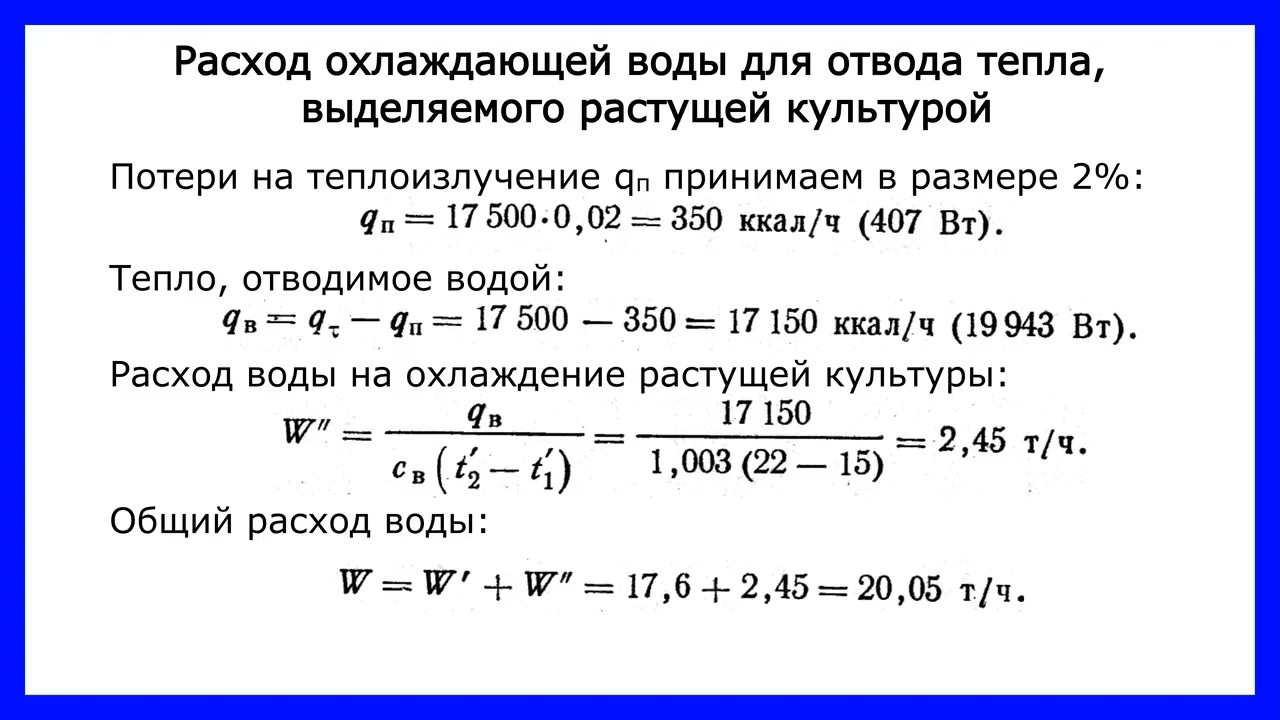 Расход охлаждающей воды для отвода тепла,
выделяемого растущей культурой
Потери на теплоизлучение qп принимаем в размере 2%:
qп = 17 500·0,02 = 350 ккал/ч (407 Вт).
Тепло, отводимое водой:
qв = qτ — qп = 17 500 — 350 = 17 150 ккал/ч (19 943 Вт).
Расход воды на охлаждение растущей культуры:
W″ = qв / cв (t′2 — t′1) = 17 150 / 1,003 (22 — 15) = 2,45 т/ч.
Общий расход воды:
W = W′ + W″ = 17,6 + 2,45 = 20,05 т/ч.